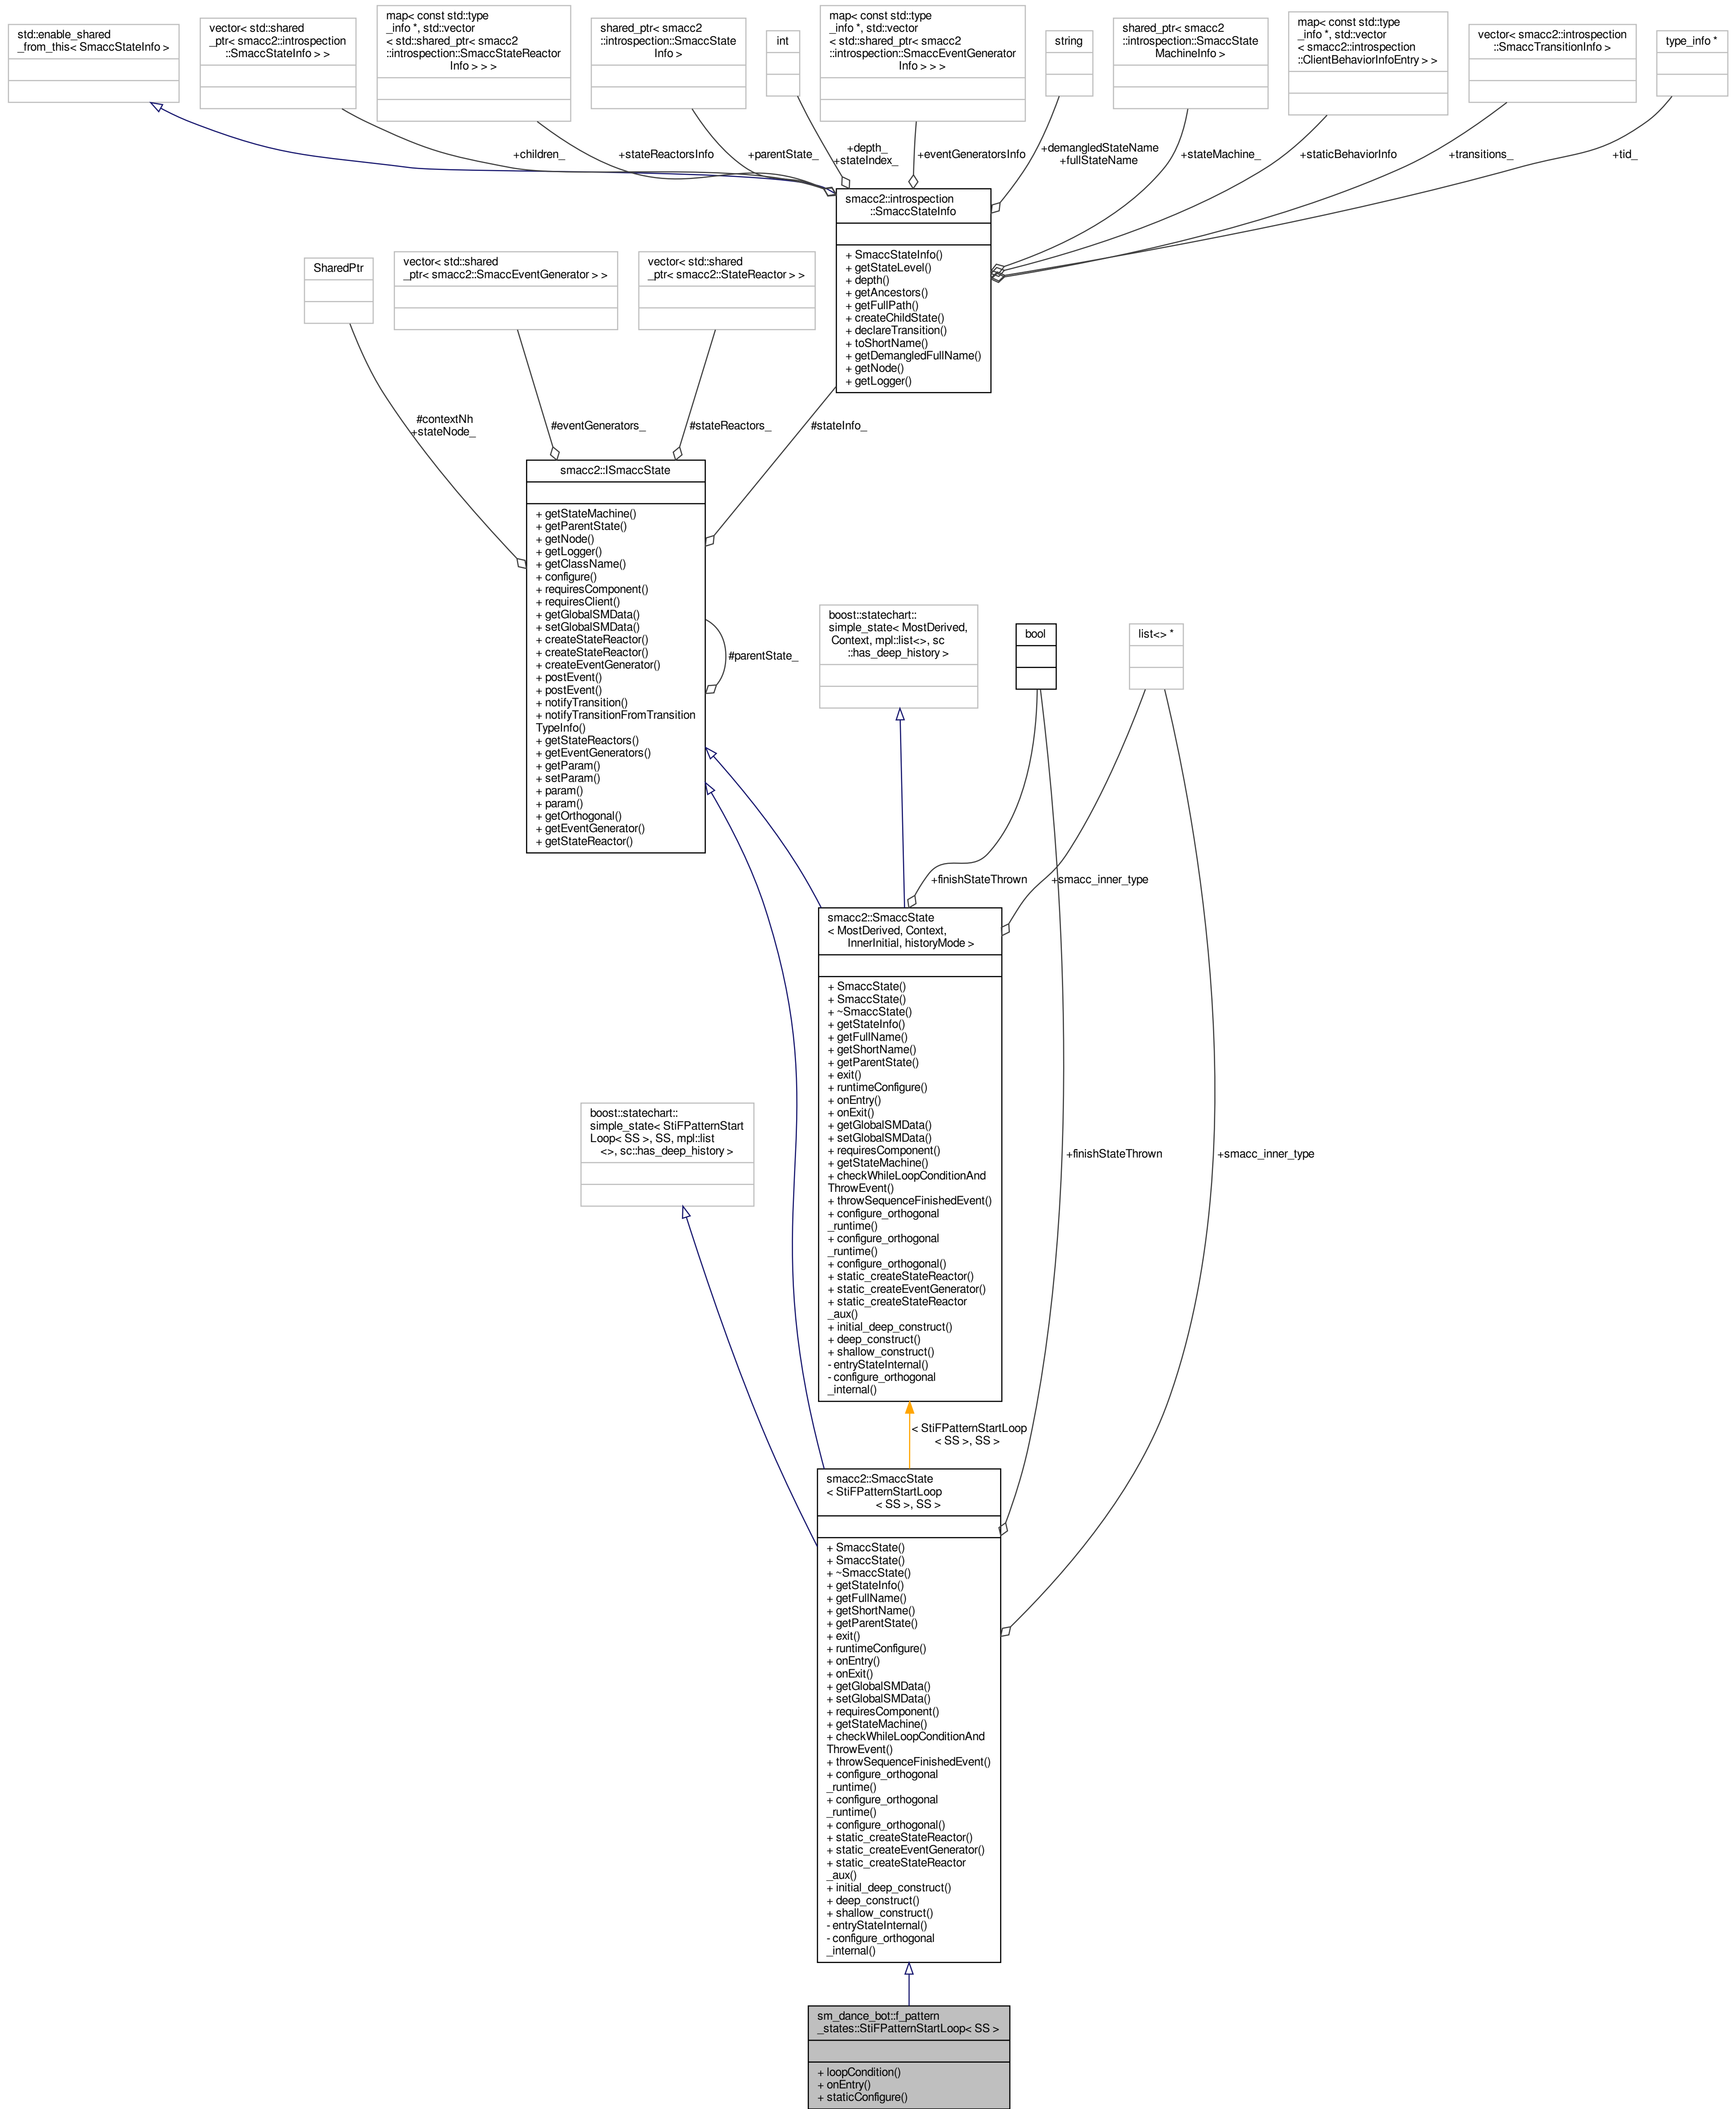 std::enable_shared
_from_this< SmaccStateInfo >
vector< std::shared
_ptr< smacc2::introspection
::SmaccStateInfo > >
map< const std::type
_info *, std::vector
< std::shared_ptr< smacc2
::introspection::SmaccStateReactor
Info > > >
shared_ptr< smacc2
::introspection::SmaccState
Info >
int
map< const std::type
_info *, std::vector
< std::shared_ptr< smacc2
::introspection::SmaccEventGenerator
Info > > >
string
shared_ptr< smacc2
::introspection::SmaccState
MachineInfo >
map< const std::type
_info *, std::vector
< smacc2::introspection
::ClientBehaviorInfoEntry > >
vector< smacc2::introspection
::SmaccTransitionInfo >
type_info *
+children_
+stateReactorsInfo
+parentState_
+depth_
+stateIndex_
+eventGeneratorsInfo
+demangledStateName
+fullStateName
+stateMachine_
+staticBehaviorInfo
+transitions_
+tid_
smacc2::introspection
::SmaccStateInfo
+ SmaccStateInfo()
+ getStateLevel()
+ depth()
+ getAncestors()
+ getFullPath()
+ createChildState()
+ declareTransition()
+ toShortName()
+ getDemangledFullName()
+ getNode()
+ getLogger()
SharedPtr
vector< std::shared
_ptr< smacc2::SmaccEventGenerator > >
vector< std::shared
_ptr< smacc2::StateReactor > >
#contextNh
+stateNode_
#eventGenerators_
#stateReactors_
#stateInfo_
smacc2::ISmaccState
+ getStateMachine()
+ getParentState()
+ getNode()
+ getLogger()
+ getClassName()
+ configure()
+ requiresComponent()
+ requiresClient()
+ getGlobalSMData()
+ setGlobalSMData()
+ createStateReactor()
+ createStateReactor()
+ createEventGenerator()
+ postEvent()
+ postEvent()
+ notifyTransition()
+ notifyTransitionFromTransition
TypeInfo()
+ getStateReactors()
+ getEventGenerators()
+ getParam()
+ setParam()
+ param()
+ param()
+ getOrthogonal()
+ getEventGenerator()
+ getStateReactor()
#parentState_
boost::statechart::
simple_state< MostDerived,
Context, mpl::list<>, sc
::has_deep_history >
bool
list<> *
+finishStateThrown
+smacc_inner_type
smacc2::SmaccState
< MostDerived, Context,
InnerInitial, historyMode >
+ SmaccState()
+ SmaccState()
+ ~SmaccState()
+ getStateInfo()
+ getFullName()
+ getShortName()
+ getParentState()
+ exit()
+ runtimeConfigure()
+ onEntry()
+ onExit()
+ getGlobalSMData()
+ setGlobalSMData()
+ requiresComponent()
+ getStateMachine()
+ checkWhileLoopConditionAnd
ThrowEvent()
+ throwSequenceFinishedEvent()
+ configure_orthogonal
_runtime()
+ configure_orthogonal
_runtime()
+ configure_orthogonal()
+ static_createStateReactor()
+ static_createEventGenerator()
+ static_createStateReactor
_aux()
+ initial_deep_construct()
+ deep_construct()
+ shallow_construct()
- entryStateInternal()
- configure_orthogonal
_internal()
boost::statechart::
simple_state< StiFPatternStart
Loop< SS >, SS, mpl::list
<>, sc::has_deep_history >
+finishStateThrown
+smacc_inner_type
< StiFPatternStartLoop
< SS >, SS >
smacc2::SmaccState
< StiFPatternStartLoop
< SS >, SS >
+ SmaccState()
+ SmaccState()
+ ~SmaccState()
+ getStateInfo()
+ getFullName()
+ getShortName()
+ getParentState()
+ exit()
+ runtimeConfigure()
+ onEntry()
+ onExit()
+ getGlobalSMData()
+ setGlobalSMData()
+ requiresComponent()
+ getStateMachine()
+ checkWhileLoopConditionAnd
ThrowEvent()
+ throwSequenceFinishedEvent()
+ configure_orthogonal
_runtime()
+ configure_orthogonal
_runtime()
+ configure_orthogonal()
+ static_createStateReactor()
+ static_createEventGenerator()
+ static_createStateReactor
_aux()
+ initial_deep_construct()
+ deep_construct()
+ shallow_construct()
- entryStateInternal()
- configure_orthogonal
_internal()
sm_dance_bot::f_pattern
_states::StiFPatternStartLoop< SS >
+ loopCondition()
+ onEntry()
+ staticConfigure()